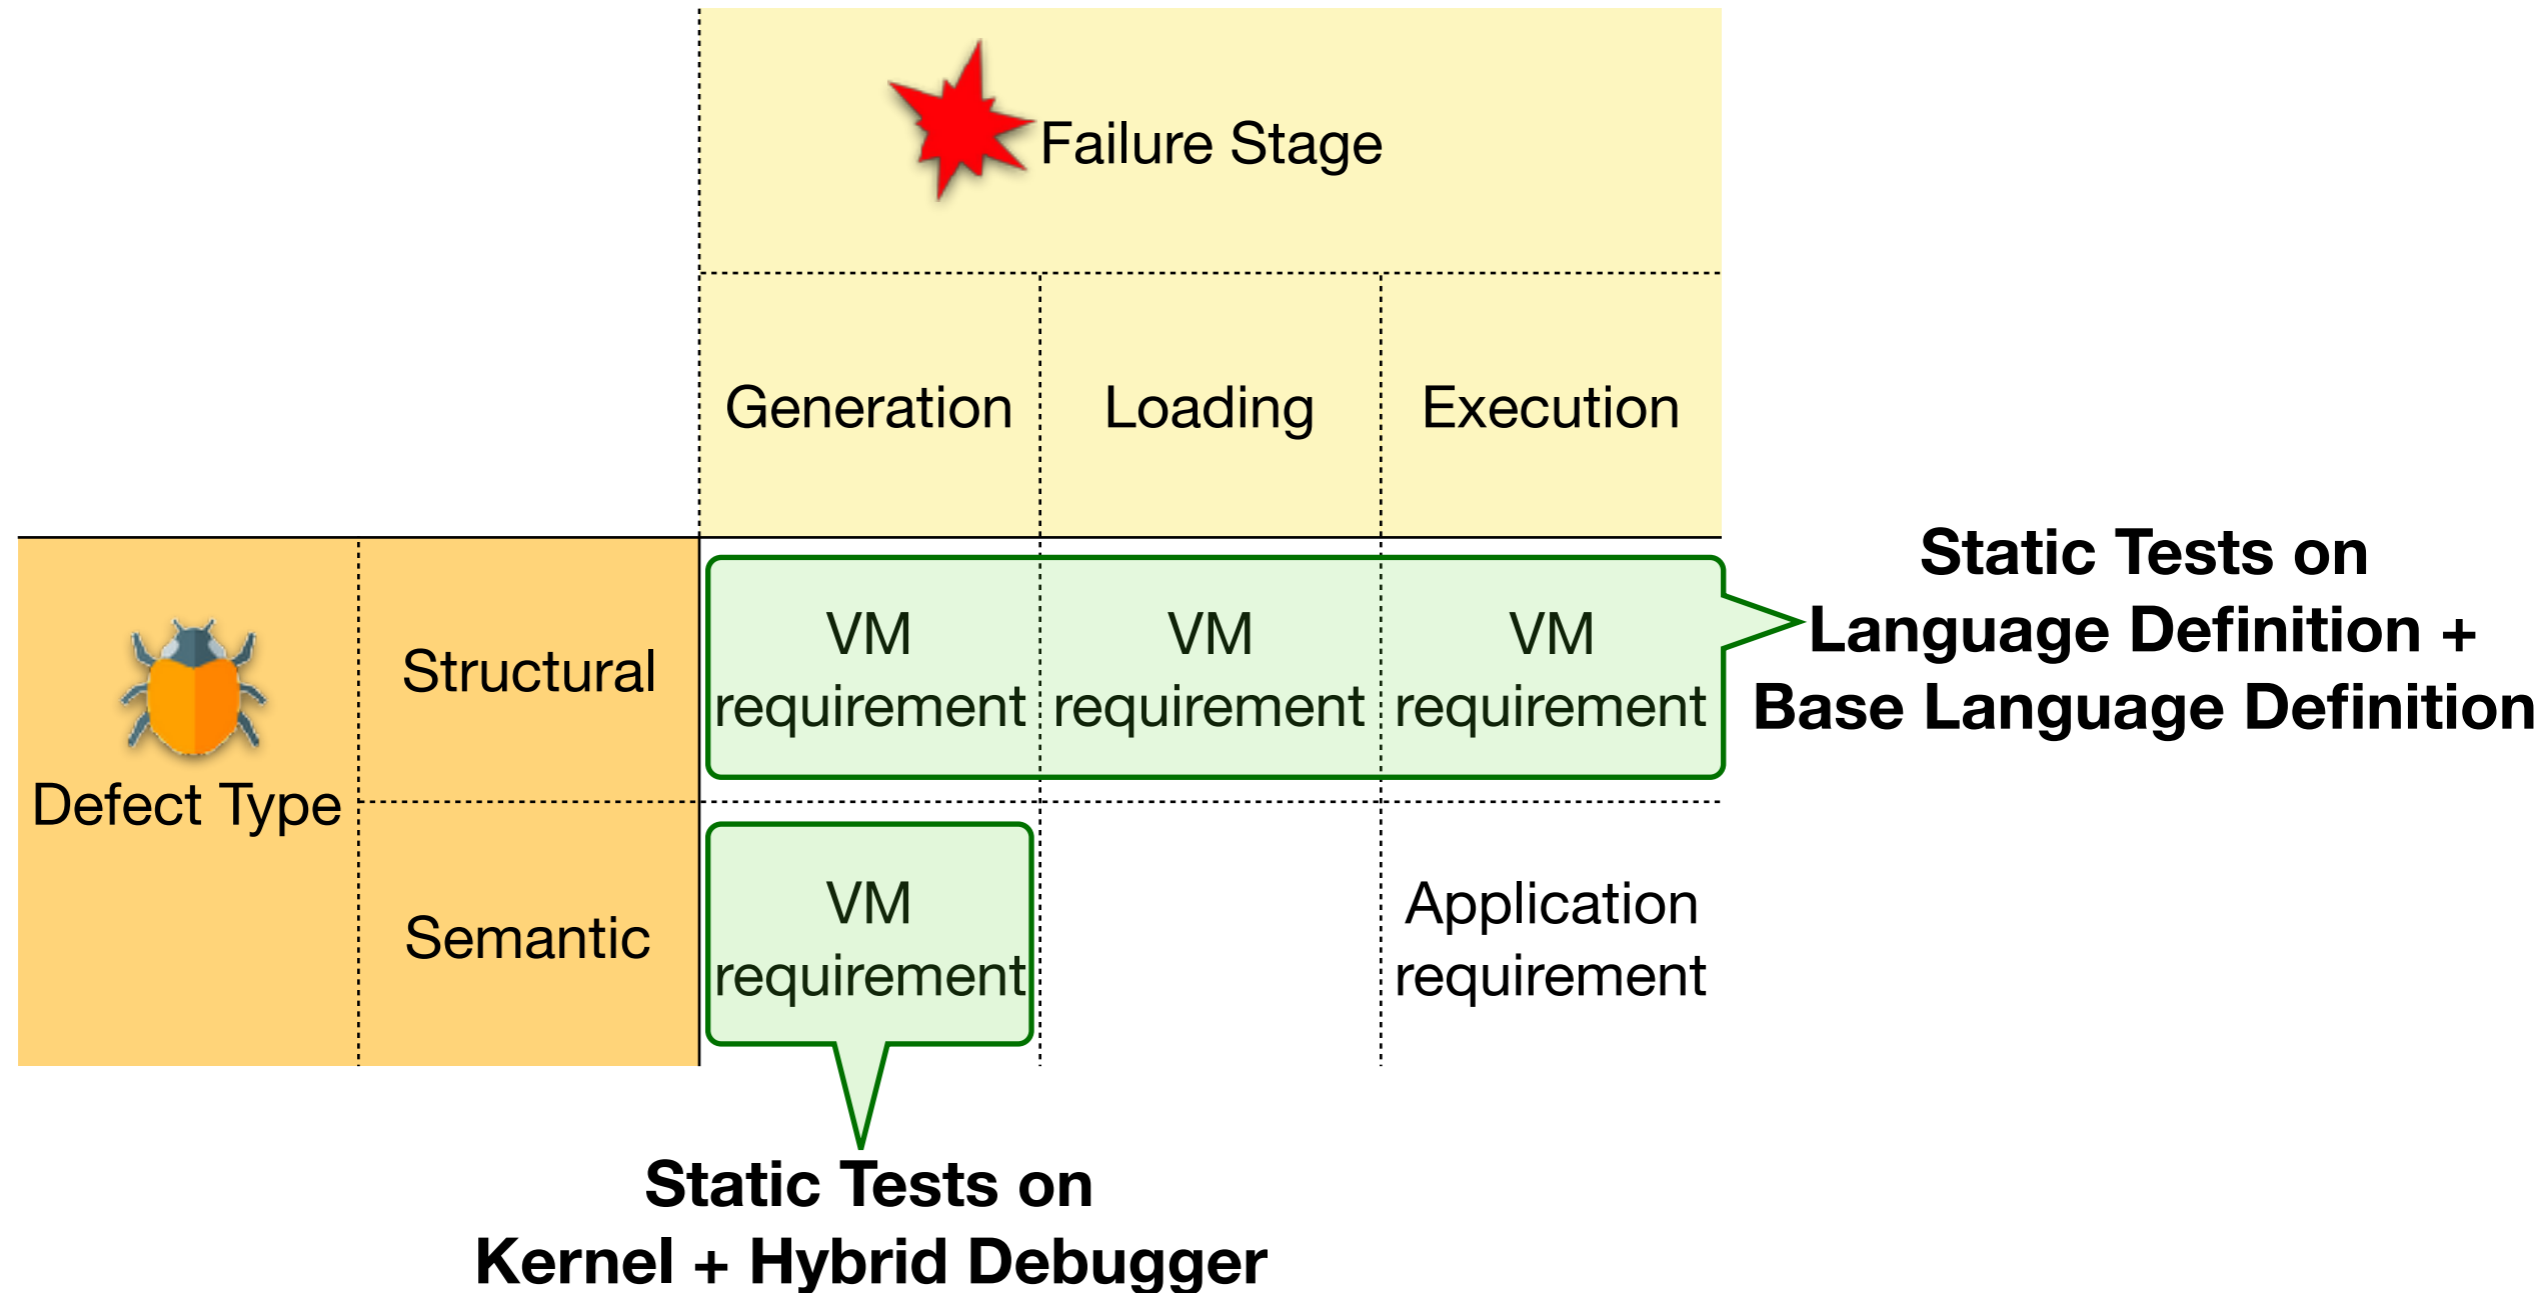 Failure Stage
Generation
Loading
Execution
Defect Type
Structural
VM
requirement
VM
requirement
VM
requirement
Static Tests on
Language Definition +
Base Language Definition
Semantic
VM
requirement
Application
requirement
Static Tests on
Kernel + Hybrid Debugger